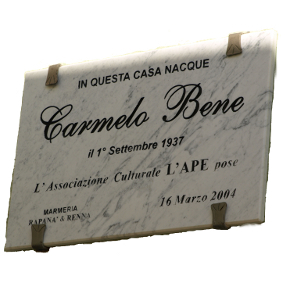 IN QUESTA CASA NACQUE
Carmelo Bene
il 1° Settembre 1937
L'Associazione Culturale L'APE pose
16 Marzo 2004
MARMERIA
RAPANA' & RENNA